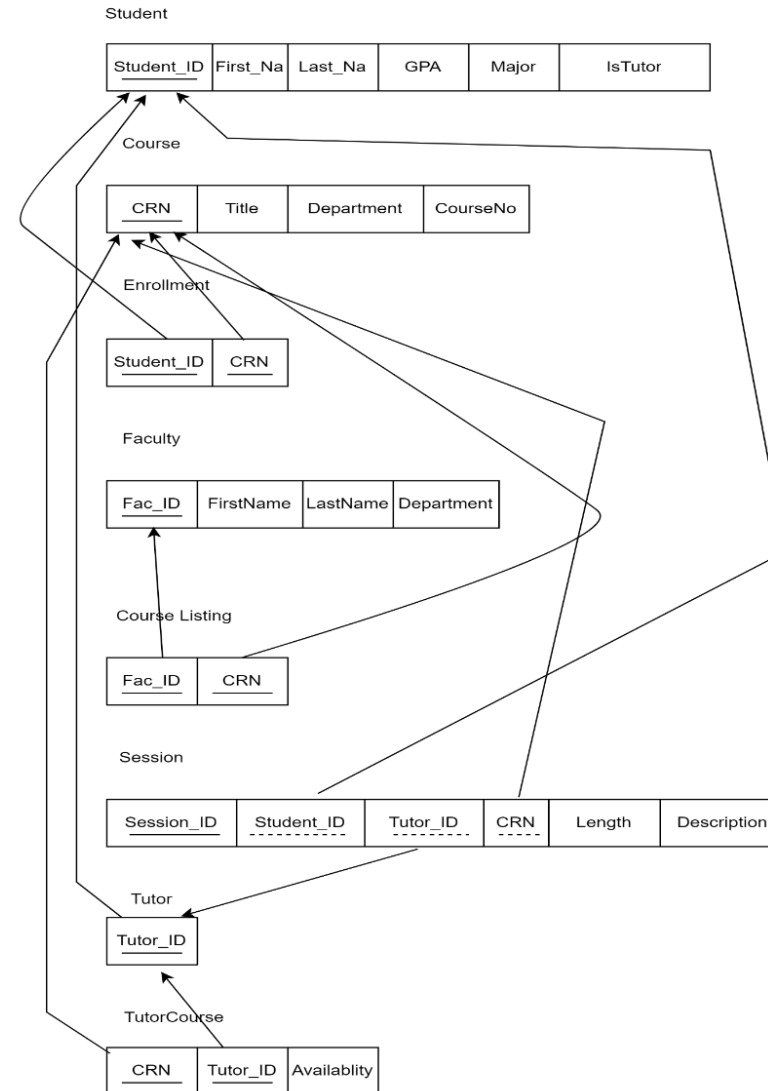 Student
Student_ID First_Na Last_Na GPA Major IsTutor
Course
CRN Title Department CourseNo
Enrollment
Student_ID CRN
Faculty
Fac_ID FirstName LastName Department
Course Listing
Fac_ID CRN
Session
Session_ID Student_ID Tutor_ID CRN Length Description
Tutor
Tutor_ID
TutorCourse
CRN Tutor_ID Availablity